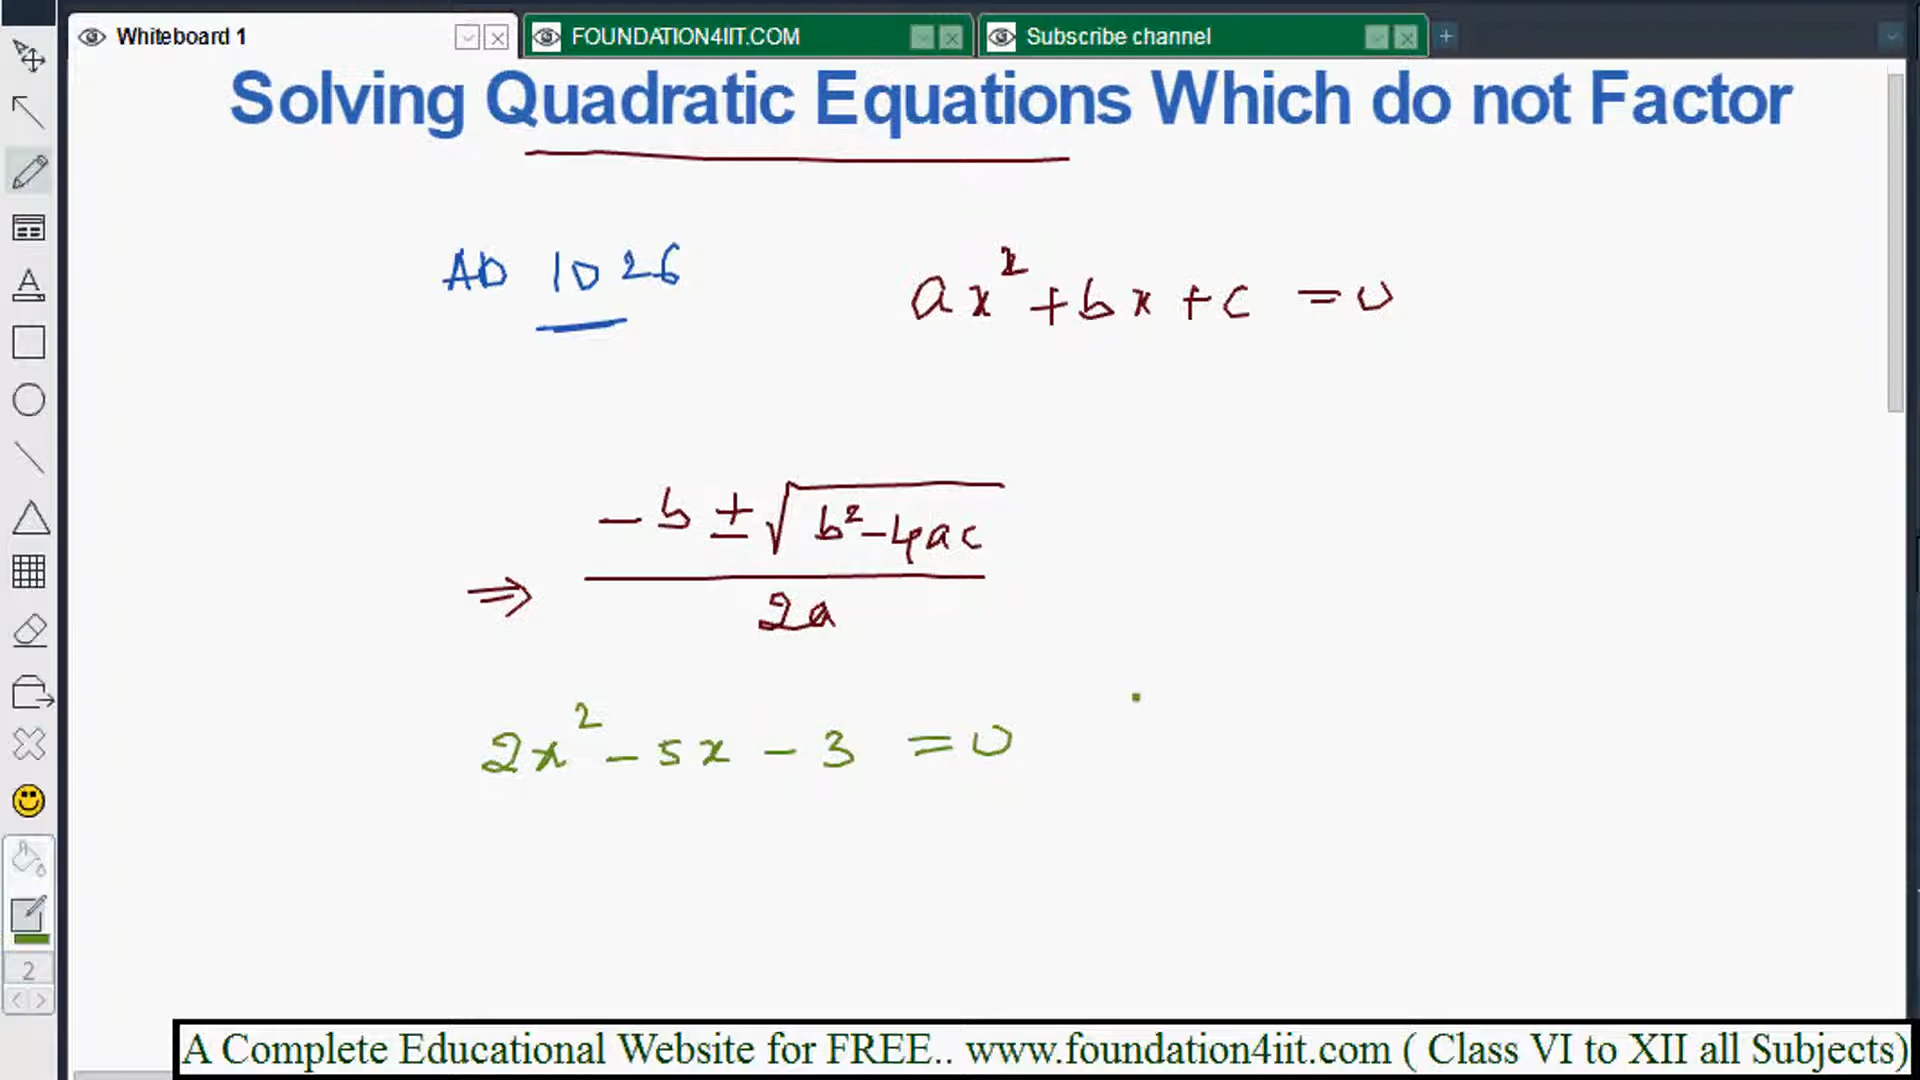 Whiteboard 1 FOUNDATION4IIT.COM Subscribe channel +
Solving Quadratic Equations Which do not Factor
AD 1026
ax² + bx + c = 0
⇒ (-b ± √(b² - 4ac)) / 2a
2x² - 5x - 3 = 0
2
A Complete Educational Website for FREE.. www.foundation4iit.com ( Class VI to XII all Subjects)